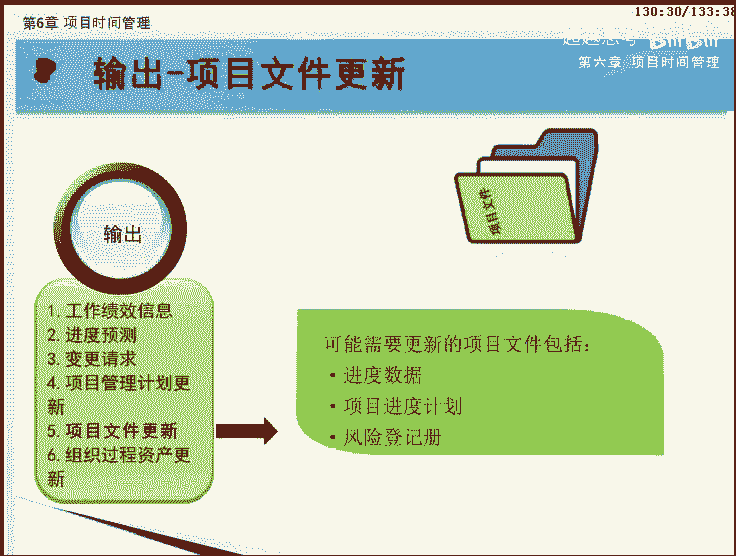 第6章 项目时间管理
130:30/133:38
输出-项目文件更新
第六章 项目时间管理
项目文件
输出
1.工作绩效信息
2.进度预测
3.变更请求
4.项目管理计划更
新
5.项目文件更新
6.组织过程资产更
新
可能需要更新的项目文件包括：
•进度数据
•项目进度计划
•风险登记册